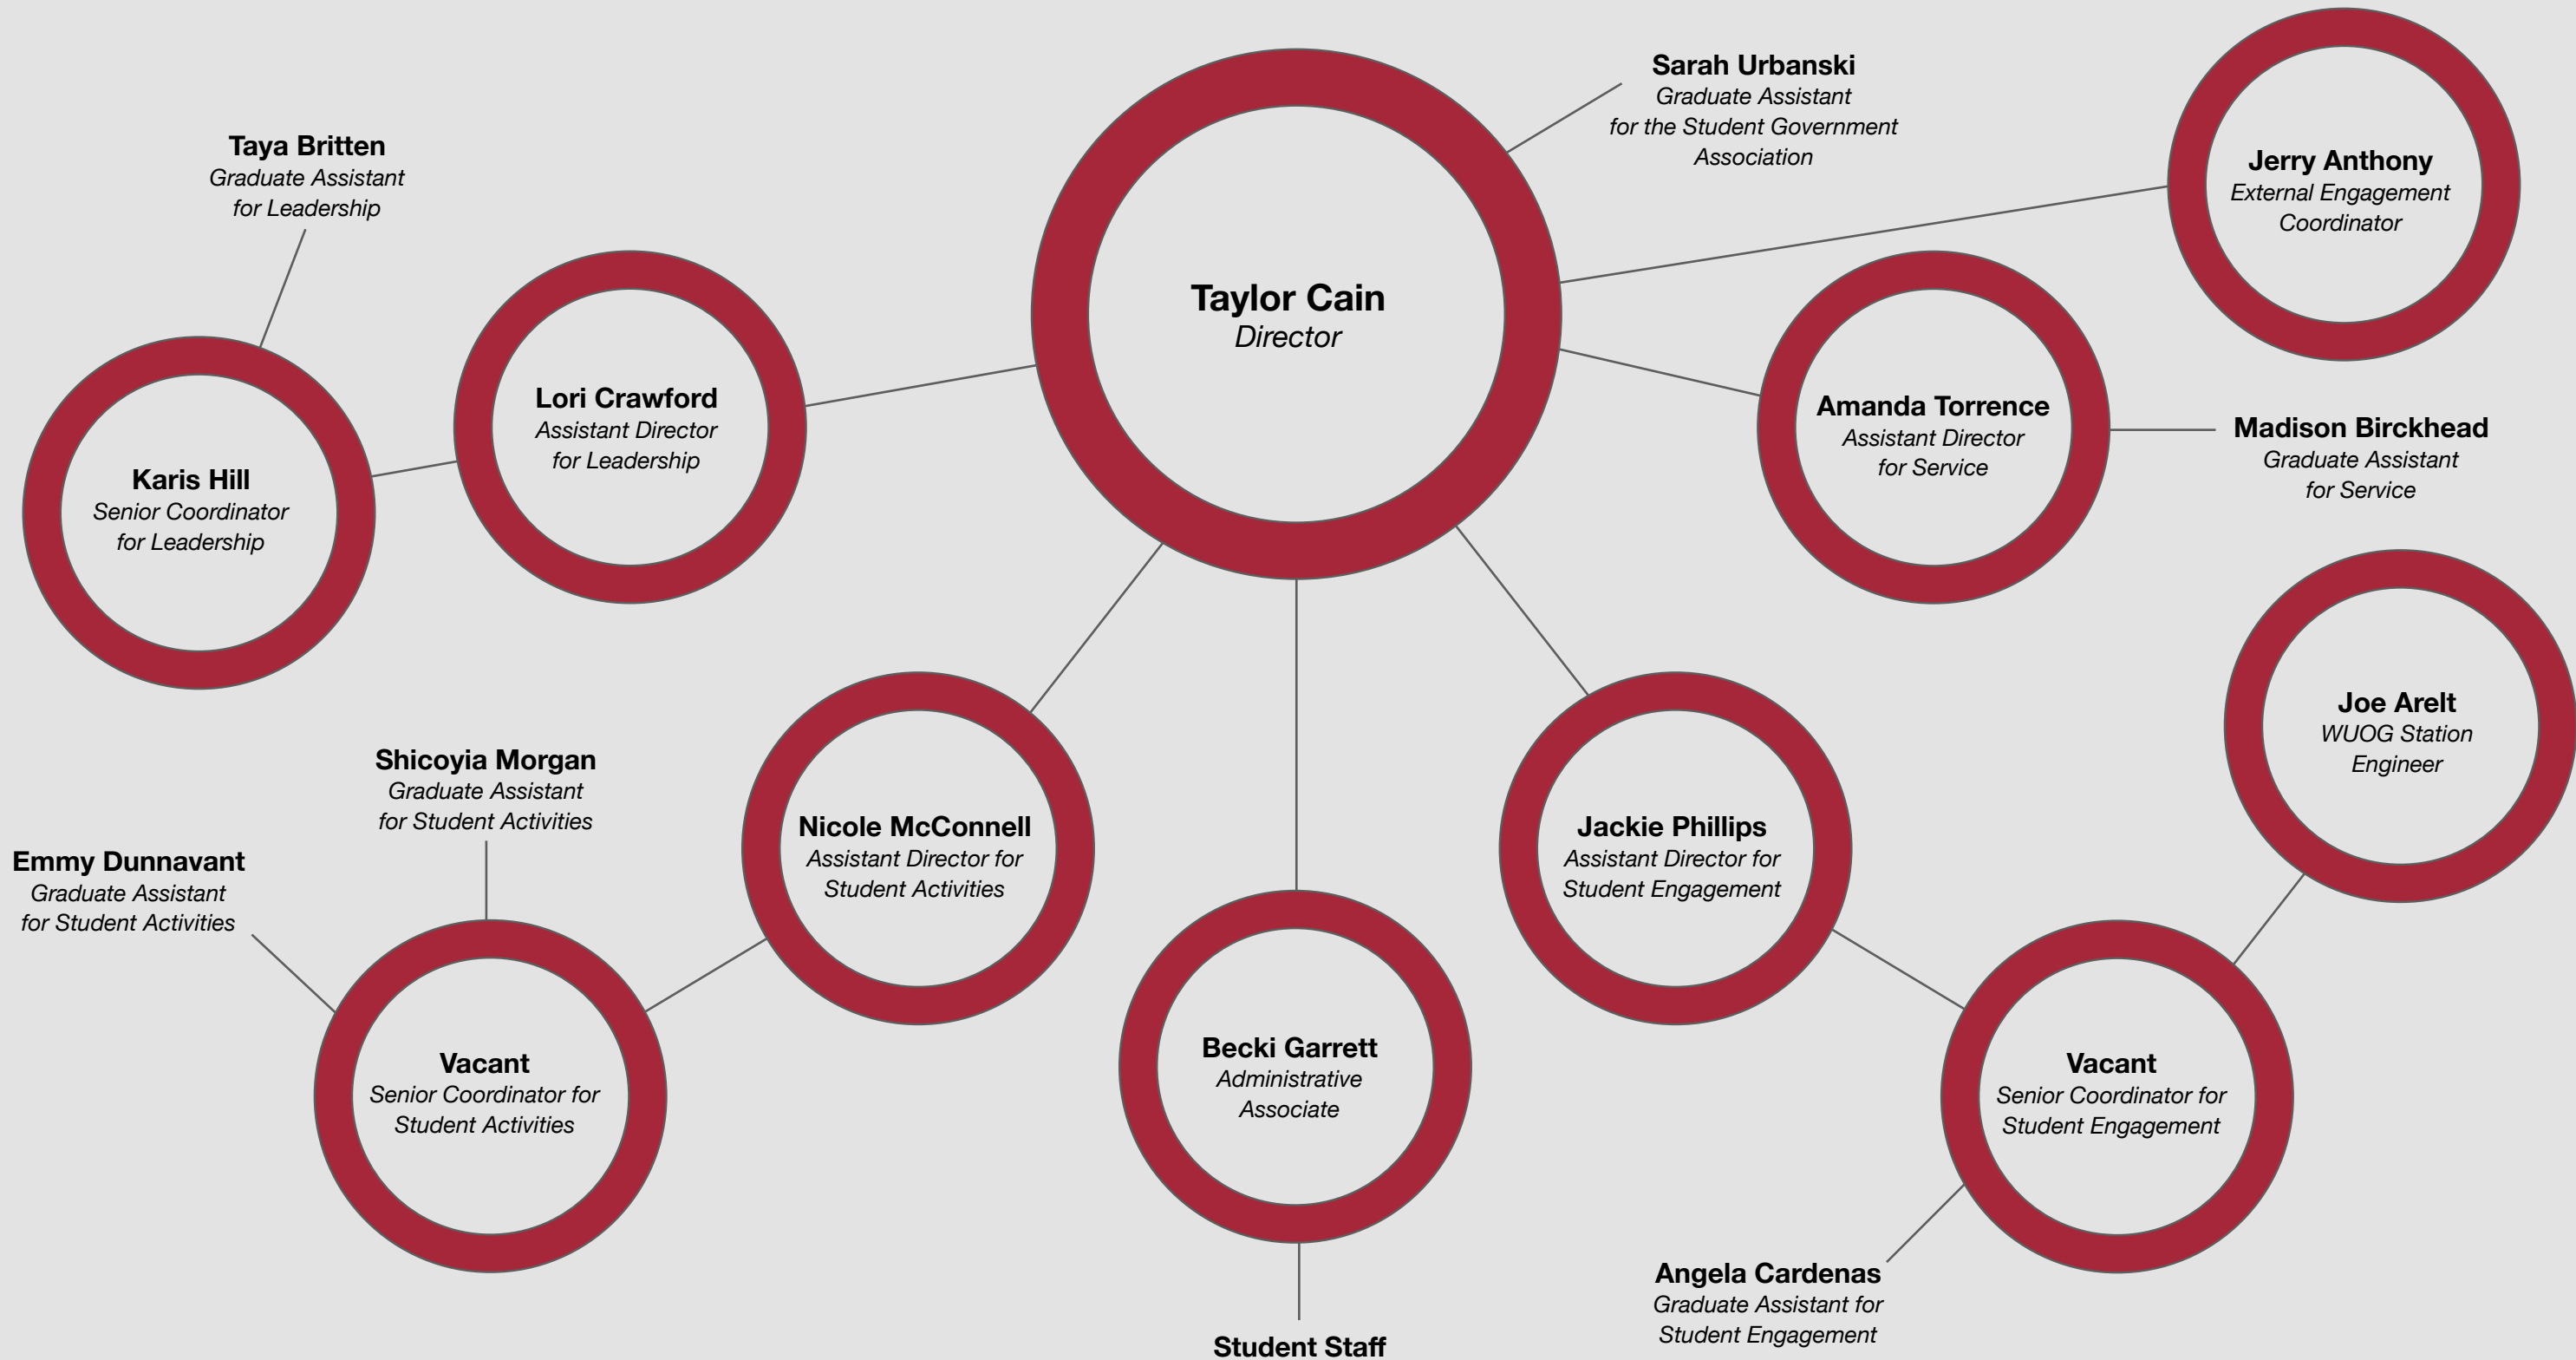 Sarah Urbanski
Graduate Assistant
for the Student Government
Association
Taya Britten
Graduate Assistant
for Leadership
Jerry Anthony
External Engagement
Coordinator
Taylor Cain
Director
Lori Crawford
Assistant Director
for Leadership
Amanda Torrence
Assistant Director
for Service
Madison Birckhead
Graduate Assistant
for Service
Karis Hill
Senior Coordinator
for Leadership
Joe Arelt
WUOG Station
Engineer
Shicoyia Morgan
Graduate Assistant
for Student Activities
Nicole McConnell
Assistant Director for
Student Activities
Jackie Phillips
Assistant Director for
Student Engagement
Emmy Dunnavant
Graduate Assistant
for Student Activities
Becki Garrett
Administrative
Associate
Vacant
Senior Coordinator for
Student Activities
Vacant
Senior Coordinator for
Student Engagement
Angela Cardenas
Graduate Assistant for
Student Engagement
Student Staff